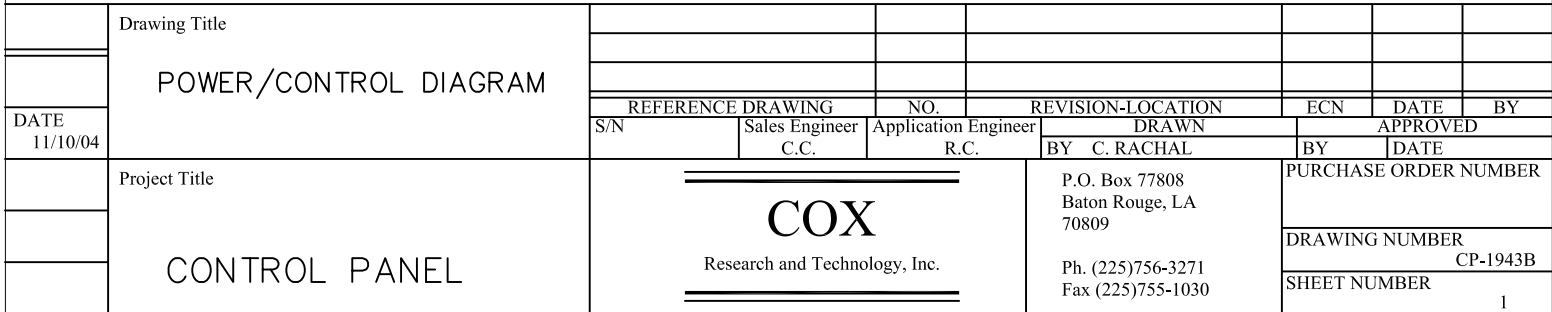 Drawing Title
POWER/CONTROL DIAGRAM
DATE
11/10/04
REFERENCE DRAWING NO. REVISION-LOCATION ECN DATE BY
S/N Sales Engineer Application Engineer DRAWN APPROVED
C.C. R.C. BY C. RACHAL BY DATE
Project Title
CONTROL PANEL
COX
Research and Technology, Inc.
P.O. Box 77808
Baton Rouge, LA
70809
Ph. (225)756-3271
Fax (225)755-1030
PURCHASE ORDER NUMBER
DRAWING NUMBER
CP-1943B
SHEET NUMBER
1